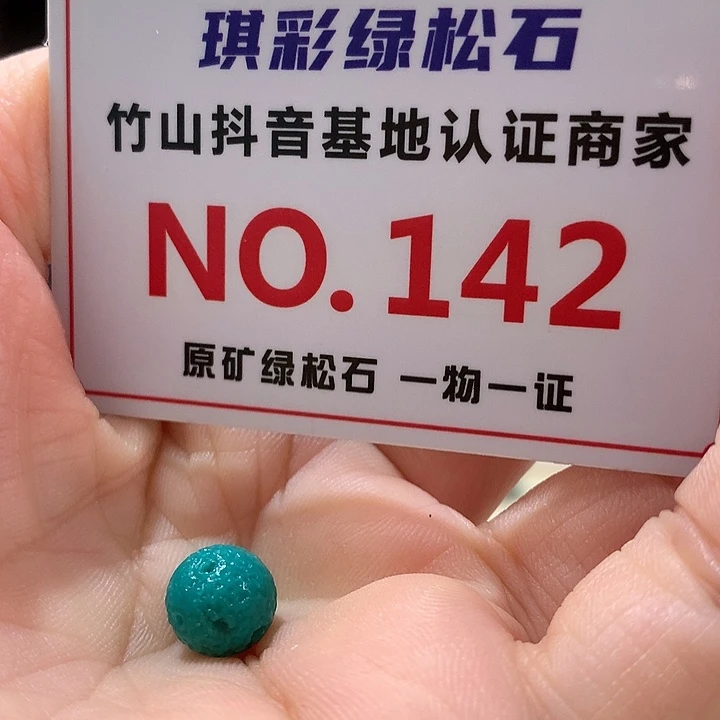 琪彩绿松石
竹山抖音基地认证商家
NO.142
原矿绿松石 一物一证